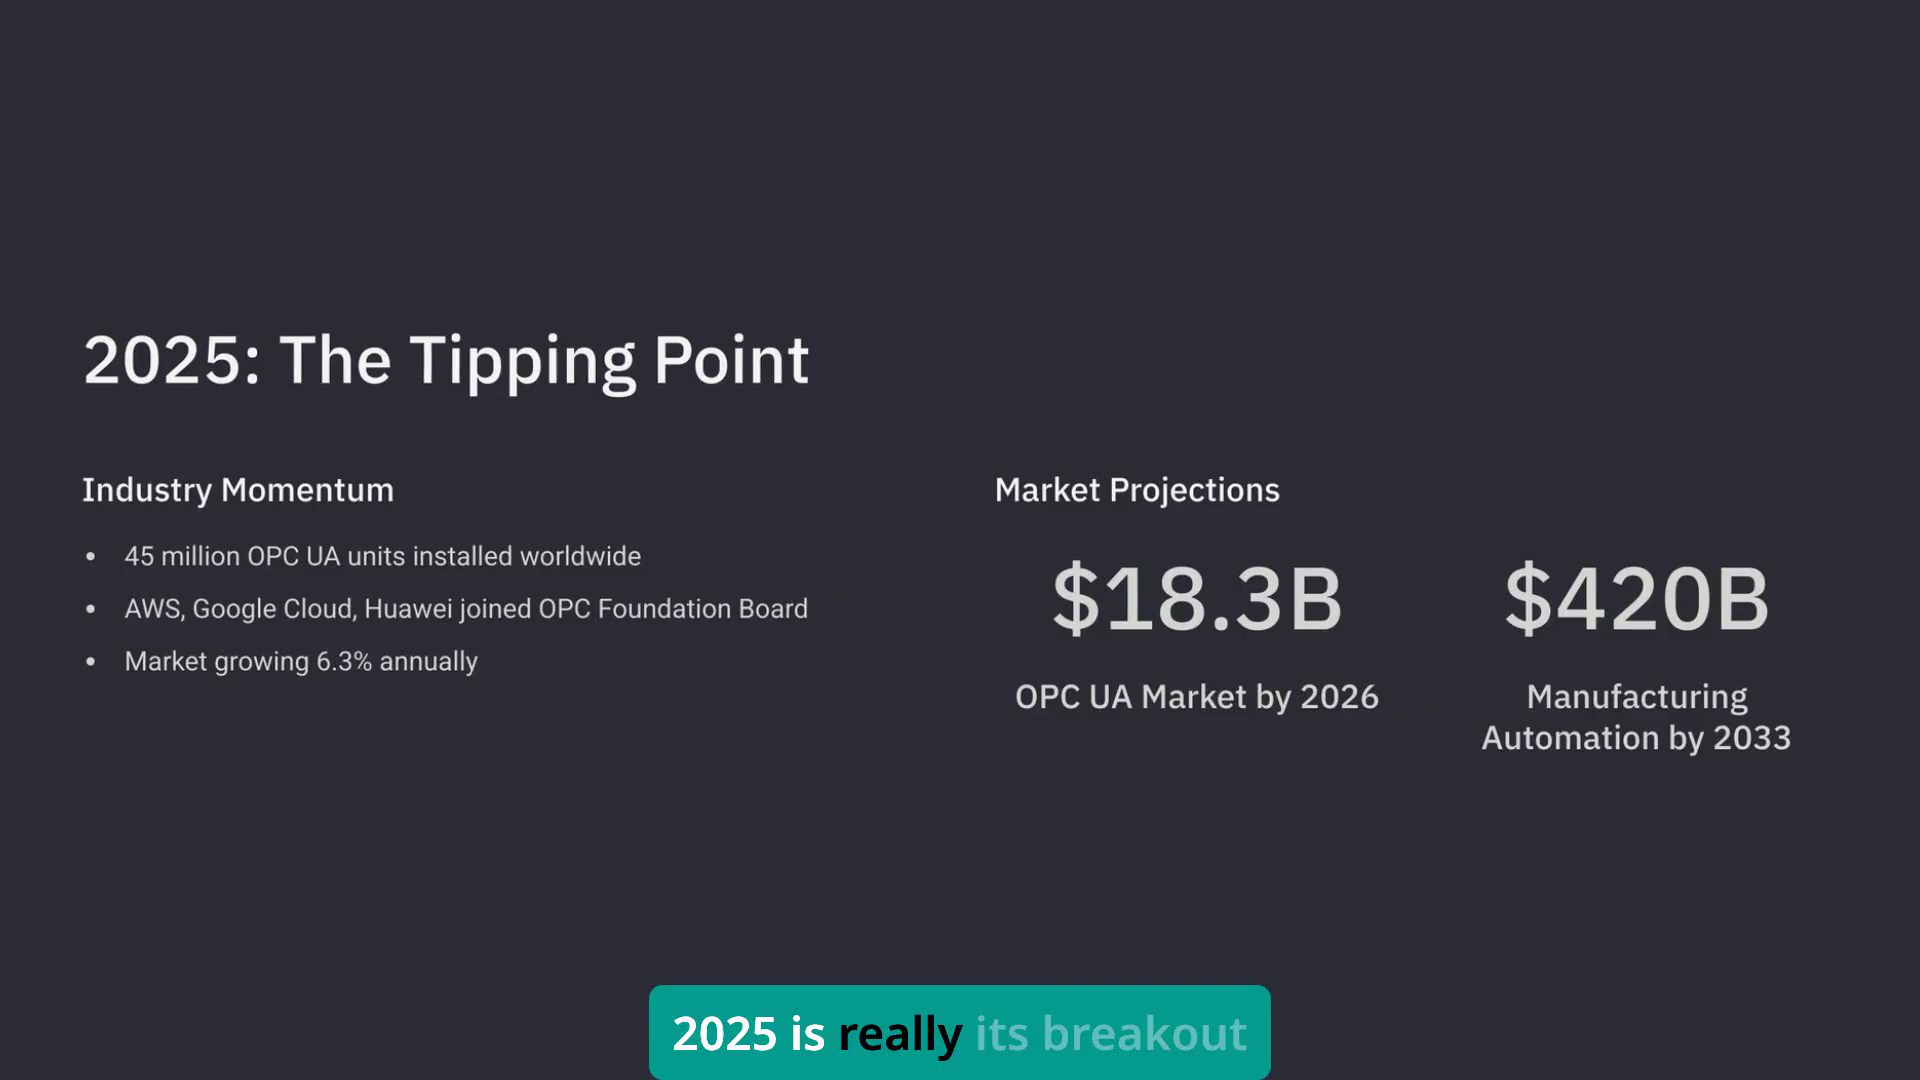 2025: The Tipping Point
Industry Momentum
• 45 million OPC UA units installed worldwide
• AWS, Google Cloud, Huawei joined OPC Foundation Board
• Market growing 6.3% annually
Market Projections
$18.3B
OPC UA Market by 2026
$420B
Manufacturing
Automation by 2033
2025 is really its breakout